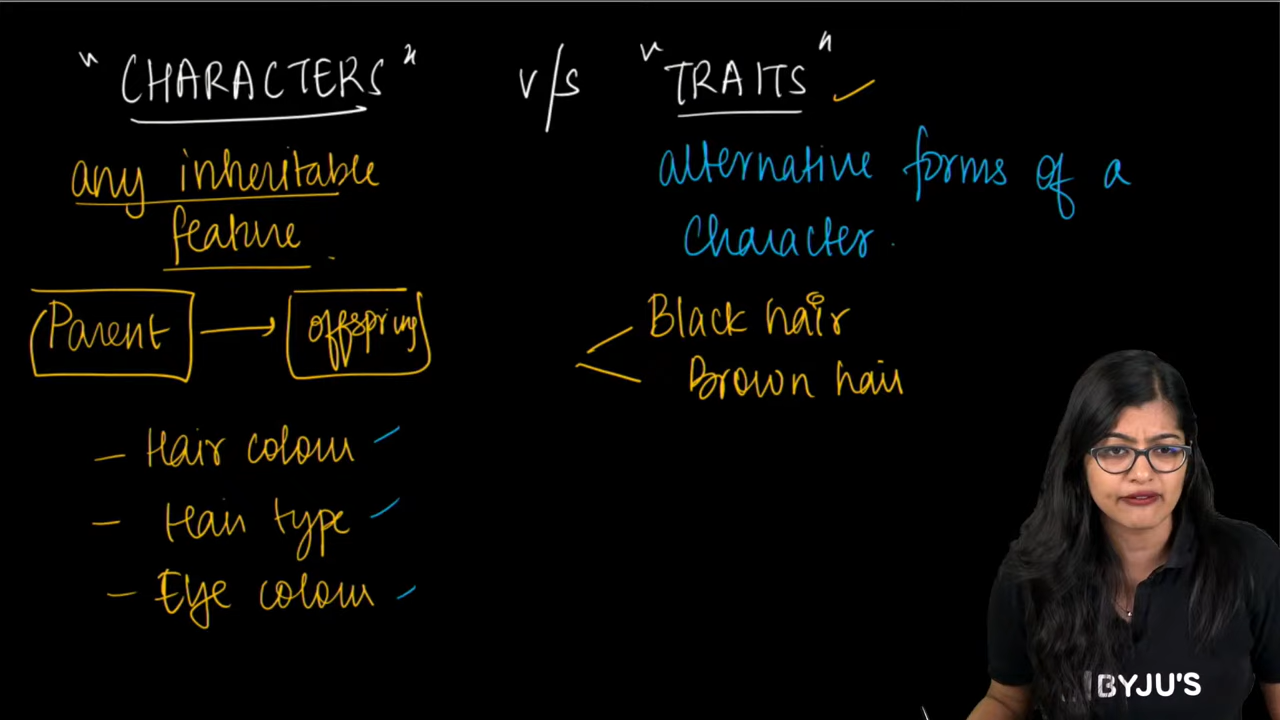 "CHARACTERS" v/s "TRAITS"
any inheritable
feature.
Parent → offspring
- Hair colour
- Hair type
- Eye colour
alternative forms of a
character.
Black hair
Brown hair
BYJU'S